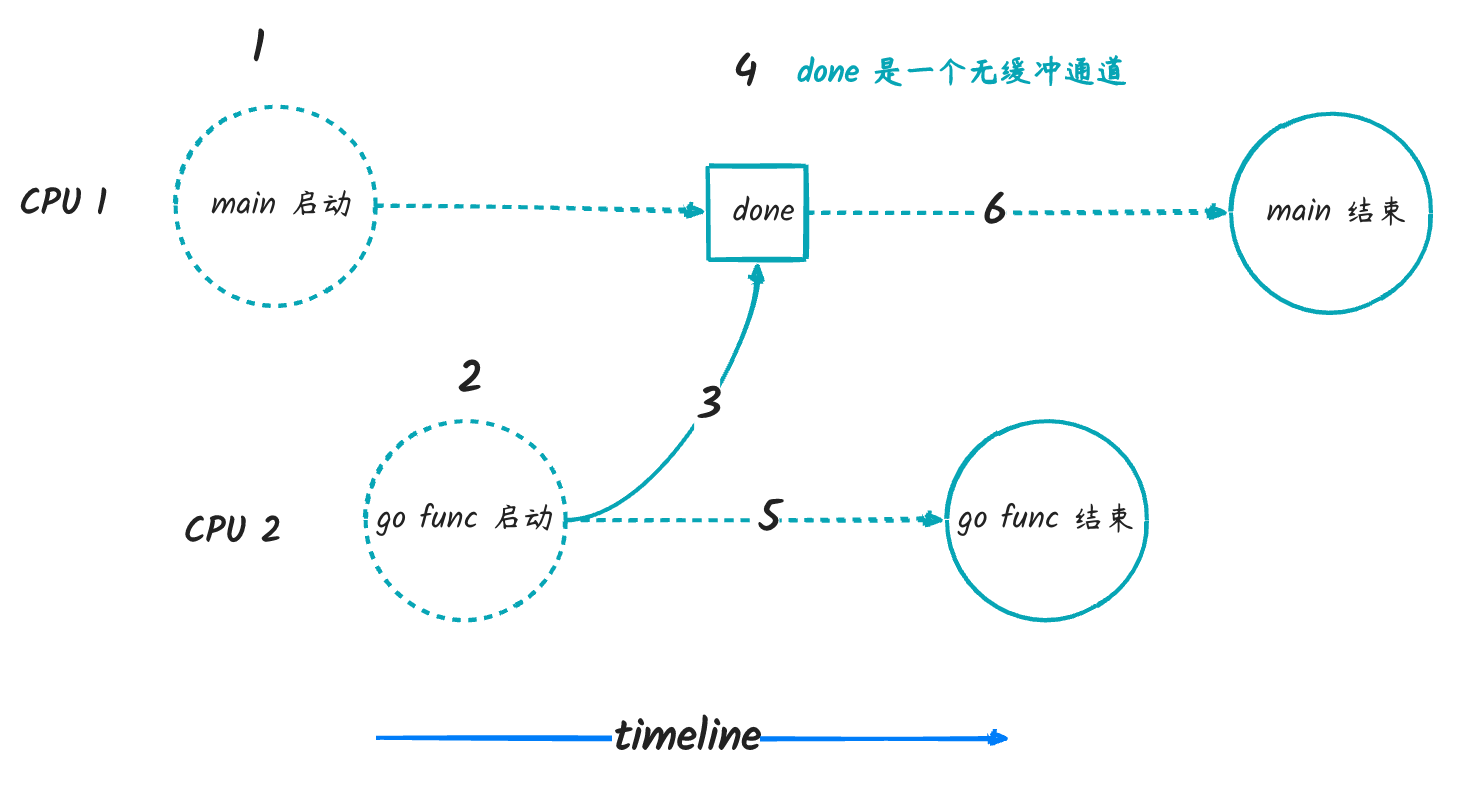 1
4 done 是一个无缓冲通道
CPU 1
main 启动
done
6
main 结束
2
3
CPU 2
go func 启动
5
go func 结束
timeline